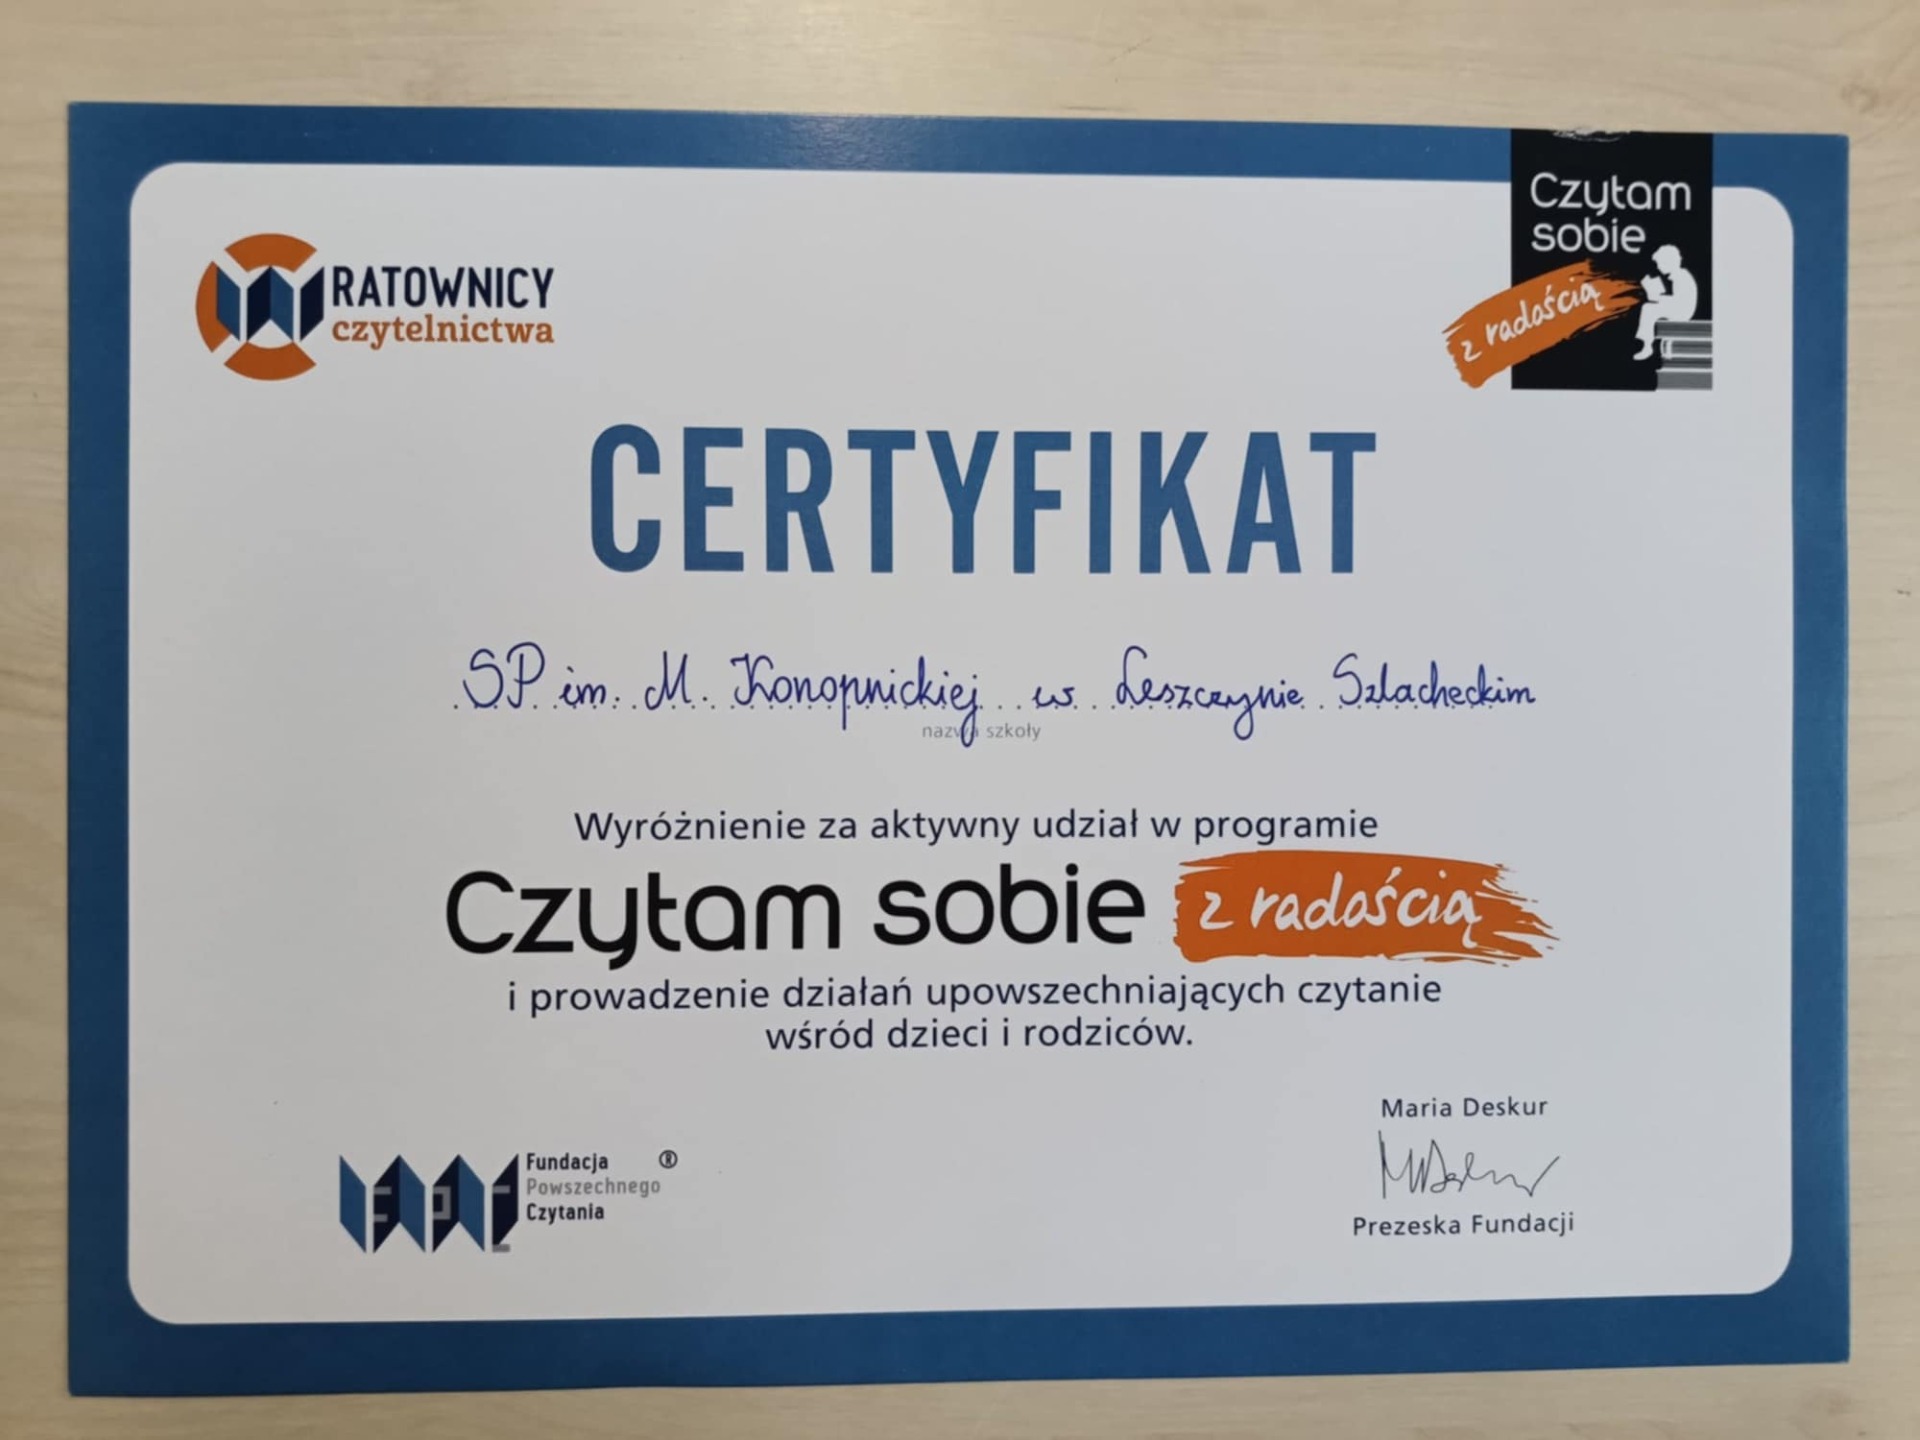 RATOWNICY
czytelnictwa
Czytam
sobie
z radością
CERTYFIKAT
SP im. M. Konopnickiej w Leszczynie Szlacheckim
nazwa szkoły
Wyróżnienie za aktywny udział w programie
Czytam sobie z radością
i prowadzenie działań upowszechniających czytanie
wśród dzieci i rodziców.
Maria Deskur
Prezeska Fundacji
Fundacja ®
Powszechnego
Czytania